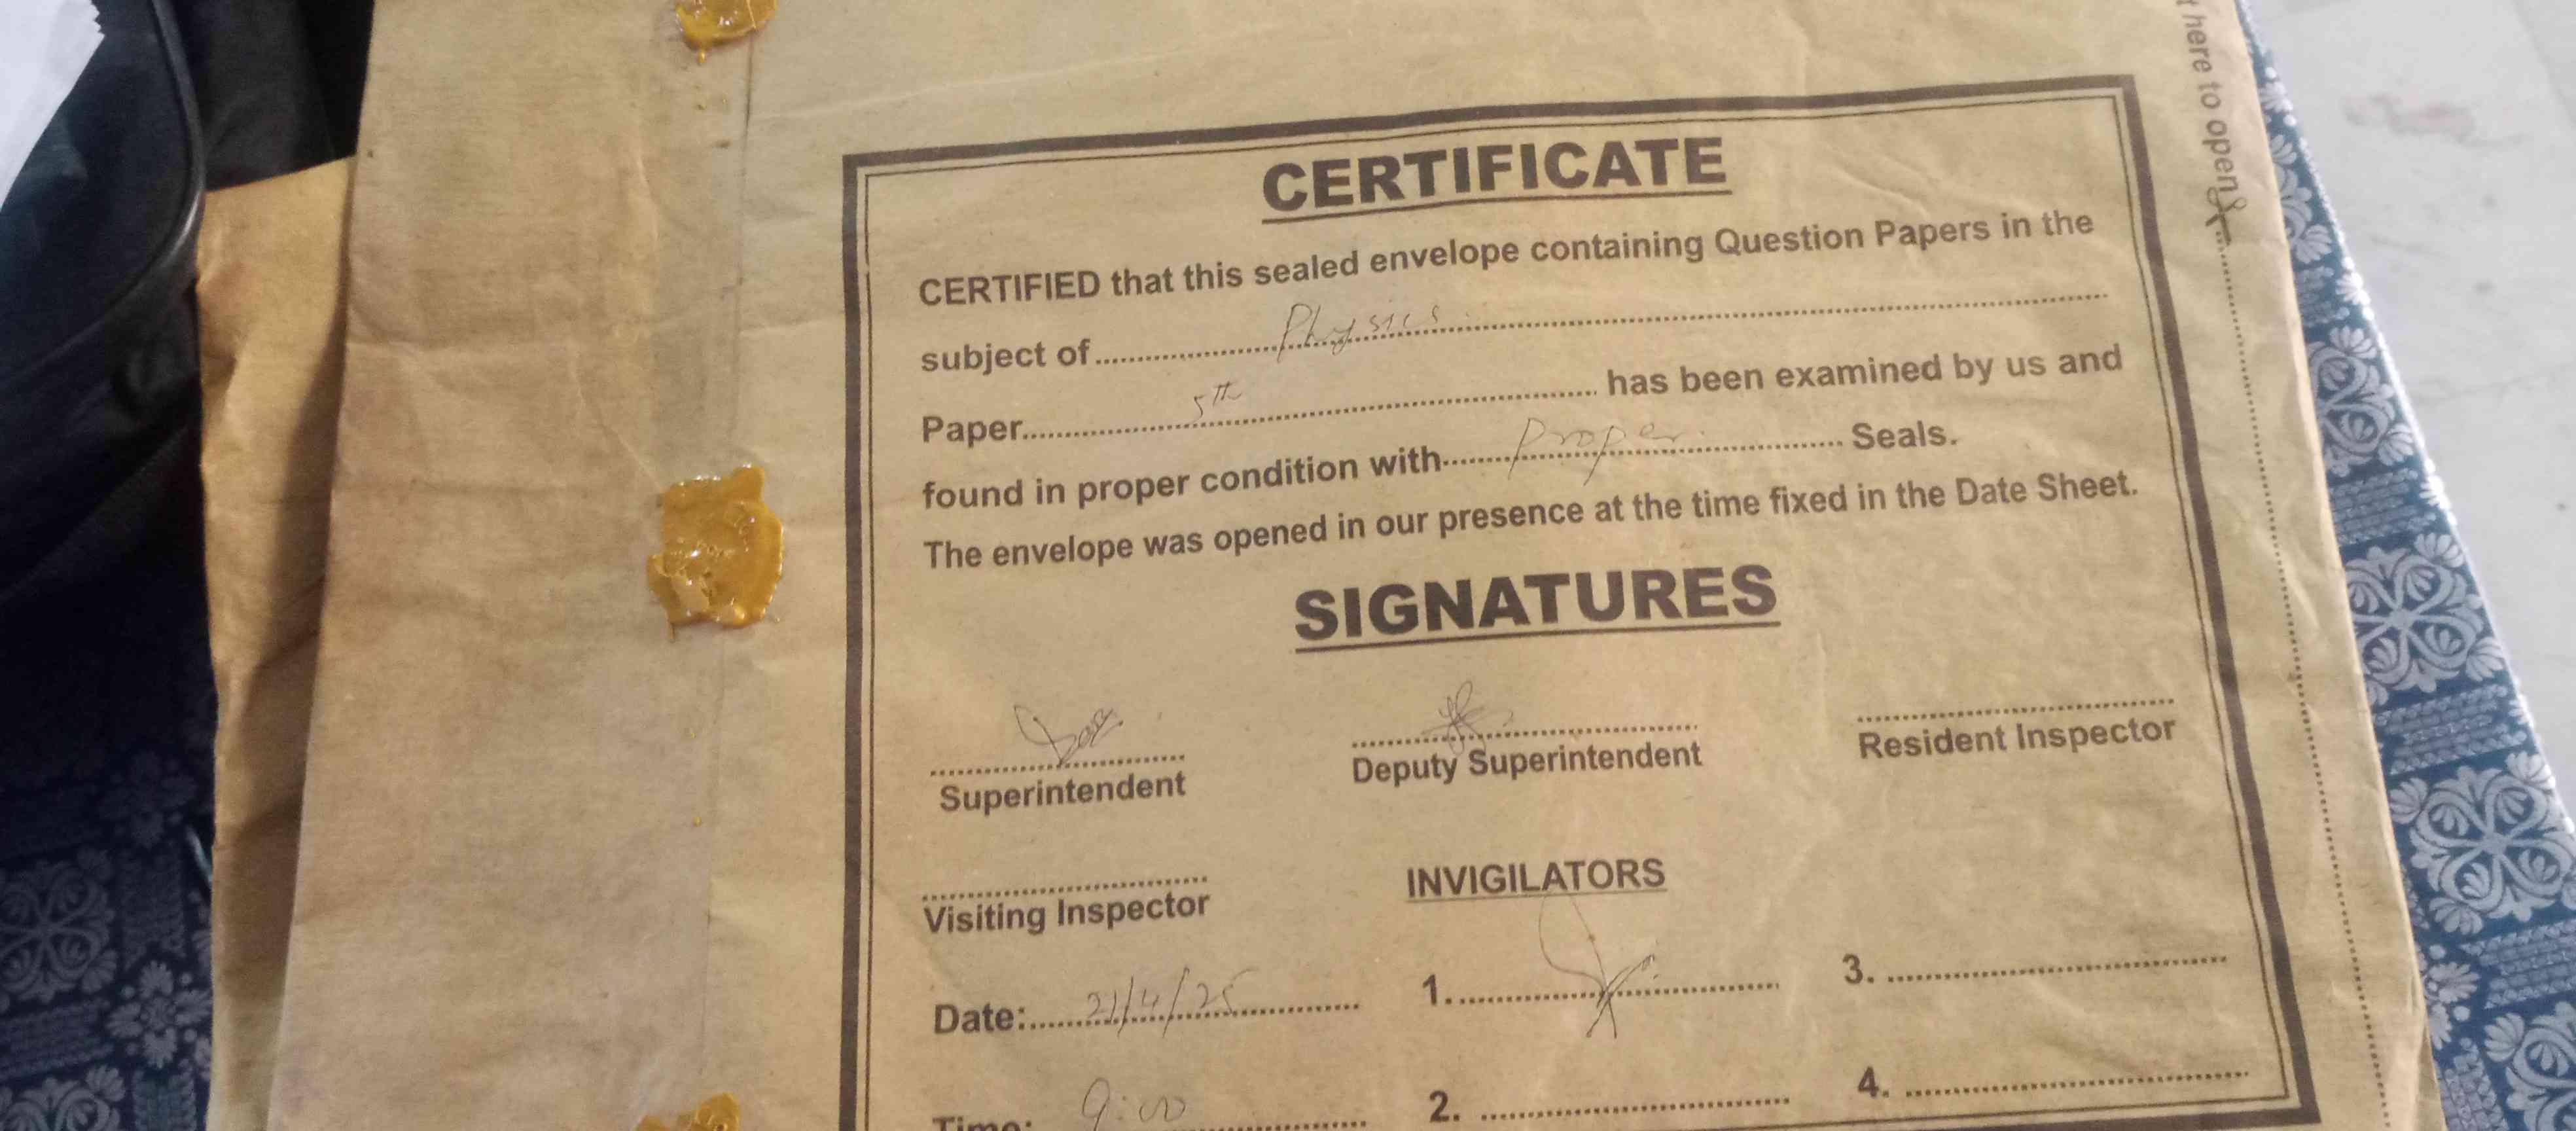 CERTIFICATE
CERTIFIED that this sealed envelope containing Question Papers in the
subject of Physics
Paper 5th has been examined by us and
found in proper condition with Proper Seals.
The envelope was opened in our presence at the time fixed in the Date Sheet.
SIGNATURES
Superintendent
Deputy Superintendent
Resident Inspector
Visiting Inspector
INVIGILATORS
Date: 21/4/25
1.
3.
Time: 9:00
2.
4.
here to open